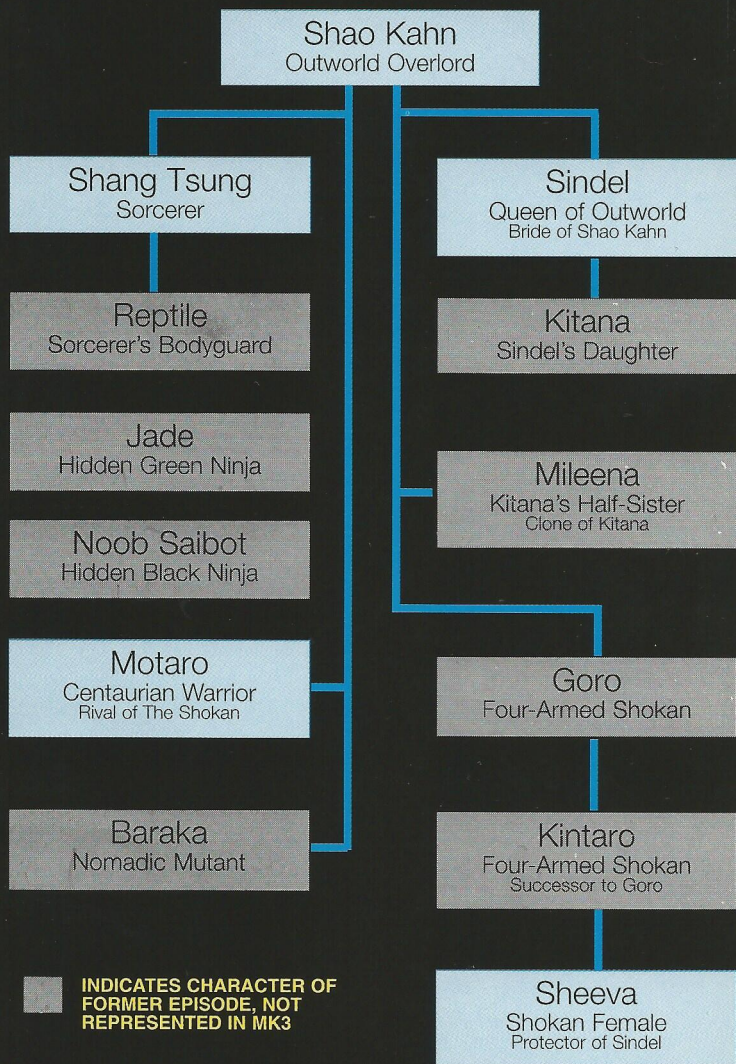 Shao Kahn
Outworld Overlord
Shang Tsung
Sorcerer
Sindel
Queen of Outworld
Bride of Shao Kahn
Reptile
Sorcerer's Bodyguard
Kitana
Sindel's Daughter
Jade
Hidden Green Ninja
Mileena
Kitana's Half-Sister
Clone of Kitana
Noob Saibot
Hidden Black Ninja
Motaro
Centaurian Warrior
Rival of The Shokan
Goro
Four-Armed Shokan
Baraka
Nomadic Mutant
Kintaro
Four-Armed Shokan
Successor to Goro
INDICATES CHARACTER OF
FORMER EPISODE, NOT
REPRESENTED IN MK3
Sheeva
Shokan Female
Protector of Sindel